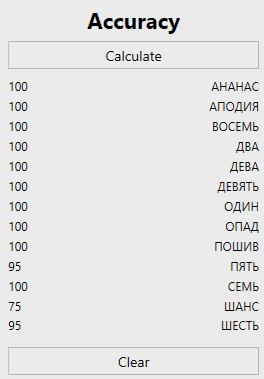 Accuracy
Calculate
100 АНАНАС
100 АПОДИЯ
100 ВОСЕМЬ
100 ДВА
100 ДЕВА
100 ДЕВЯТЬ
100 ОДИН
100 ОПАД
100 ПОШИВ
95 ПЯТЬ
100 СЕМЬ
75 ШАНС
95 ШЕСТЬ
Clear